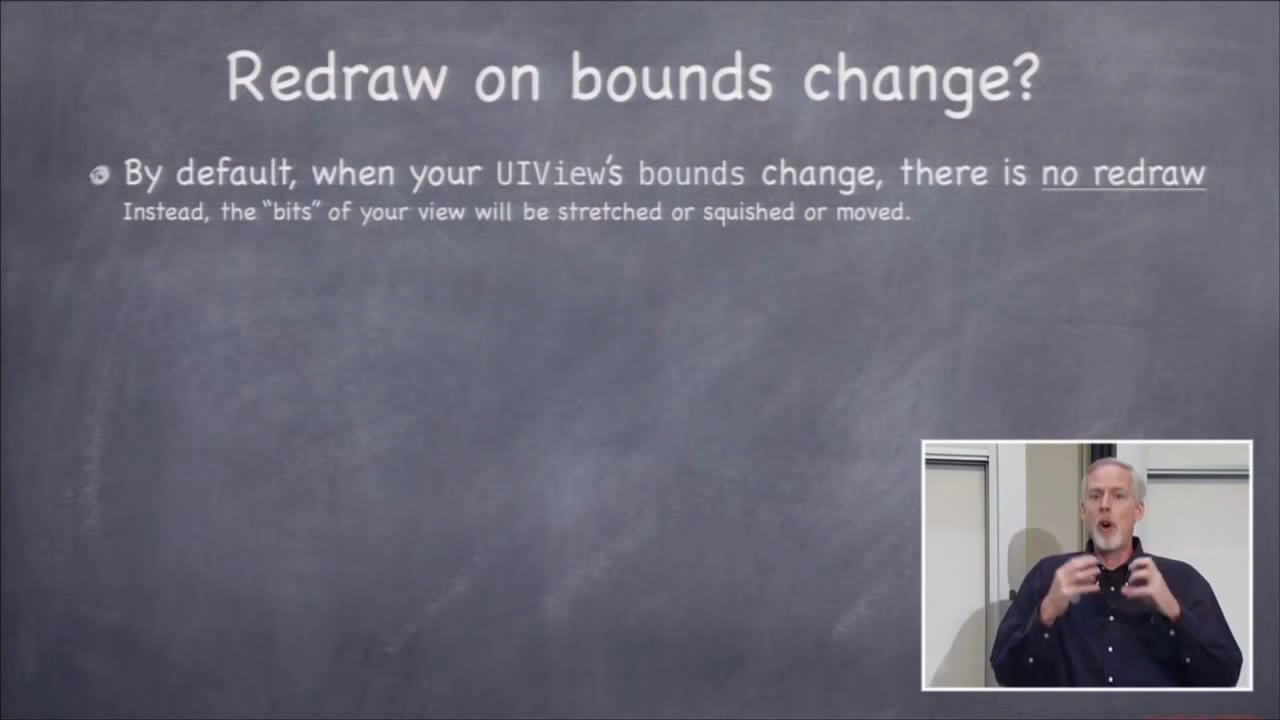 Redraw on bounds change?
By default, when your UIView's bounds change, there is no redraw
Instead, the “bits” of your view will be stretched or squished or moved.